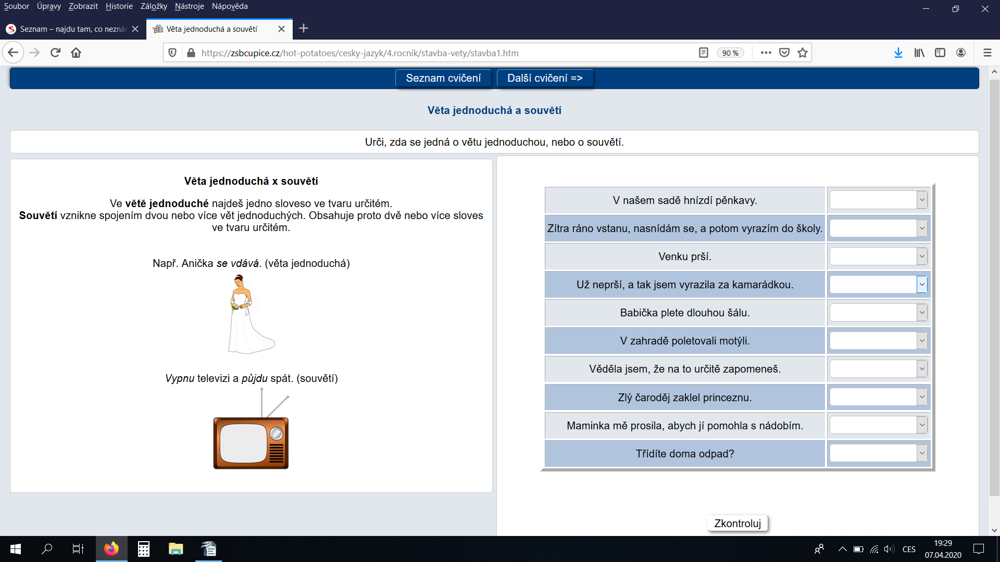 Soubor Úpravy Zobrazit Historie Záložky Nástroje Nápověda
Seznam – najdu tam, co neznám
Věta jednoduchá a souvětí
https://zsbcupice.cz/hot-potatoes/cesky-jazyk/4.rocnik/stavba-vety/stavba1.htm
90 %
Seznam cvičení
Další cvičení =>
Věta jednoduchá a souvětí
Urči, zda se jedná o větu jednoduchou, nebo o souvětí.
Věta jednoduchá x souvětí
Ve větě jednoduché najdeš jedno sloveso ve tvaru určitém.
Souvětí vznikne spojením dvou nebo více vět jednoduchých. Obsahuje proto dvě nebo více sloves
ve tvaru určitém.
Např. Anička se vdává. (věta jednoduchá)
Vypnu televizi a půjdu spát. (souvětí)
V našem sadě hnízdí pěnkavy.
Zítra ráno vstanu, nasnídám se, a potom vyrazím do školy.
Venku prší.
Už neprší, a tak jsem vyrazila za kamarádkou.
Babička plete dlouhou šálu.
V zahradě poletovali motýli.
Věděla jsem, že na to určitě zapomeneš.
Zlý čaroděj zaklel princeznu.
Maminka mě prosila, abych jí pomohla s nádobím.
Třídíte doma odpad?
Zkontroluj
CES
19:29
07.04.2020